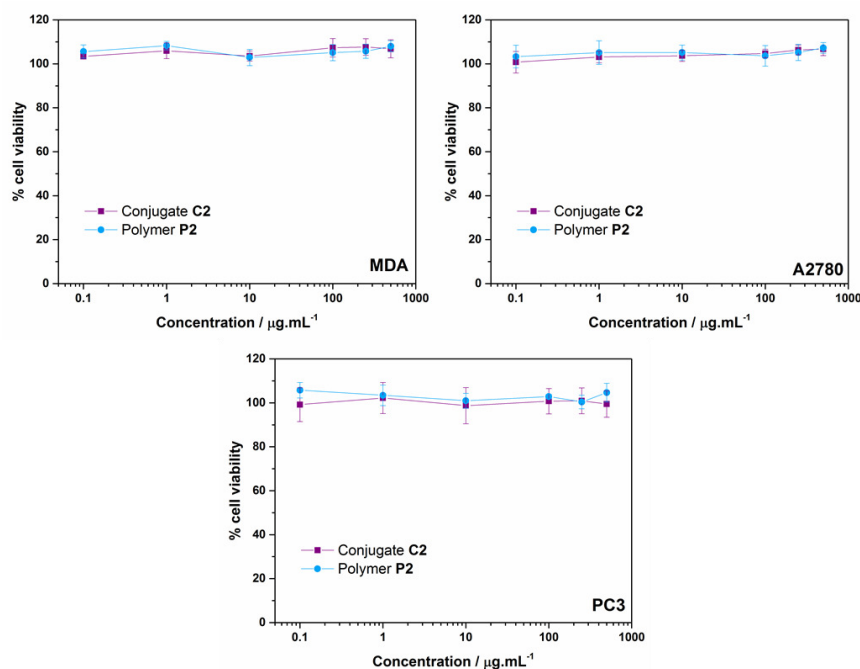 120
100
80
60
40
20
0
% cell viability
Conjugate C2
Polymer P2
MDA
0.1 1 10 100 1000
Concentration / µg.mL⁻¹
120
100
80
60
40
20
0
% cell viability
Conjugate C2
Polymer P2
A2780
0.1 1 10 100 1000
Concentration / µg.mL⁻¹
120
100
80
60
40
20
0
% cell viability
Conjugate C2
Polymer P2
PC3
0.1 1 10 100 1000
Concentration / µg.mL⁻¹